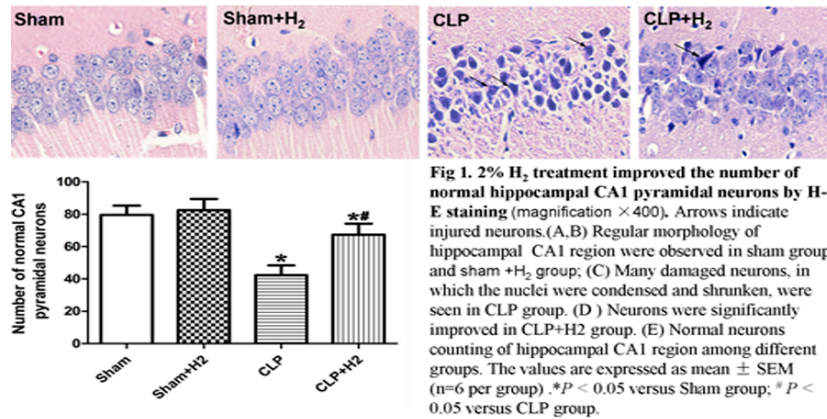 Sham
Sham+H₂
CLP
CLP+H₂
Number of normal CA1
pyramidal neurons
100
80
60
40
20
0
*
*#
Sham
Sham+H2
CLP
CLP+H2
Fig 1. 2% H₂ treatment improved the number of
normal hippocampal CA1 pyramidal neurons by H-
E staining (magnification ×400). Arrows indicate
injured neurons.(A,B) Regular morphology of
hippocampal CA1 region were observed in sham group
and sham +H₂ group; (C) Many damaged neurons, in
which the nuclei were condensed and shrunken, were
seen in CLP group. (D ) Neurons were significantly
improved in CLP+H2 group. (E) Normal neurons
counting of hippocampal CA1 region among different
groups. The values are expressed as mean ± SEM
(n=6 per group) .*P < 0.05 versus Sham group; #P <
0.05 versus CLP group.